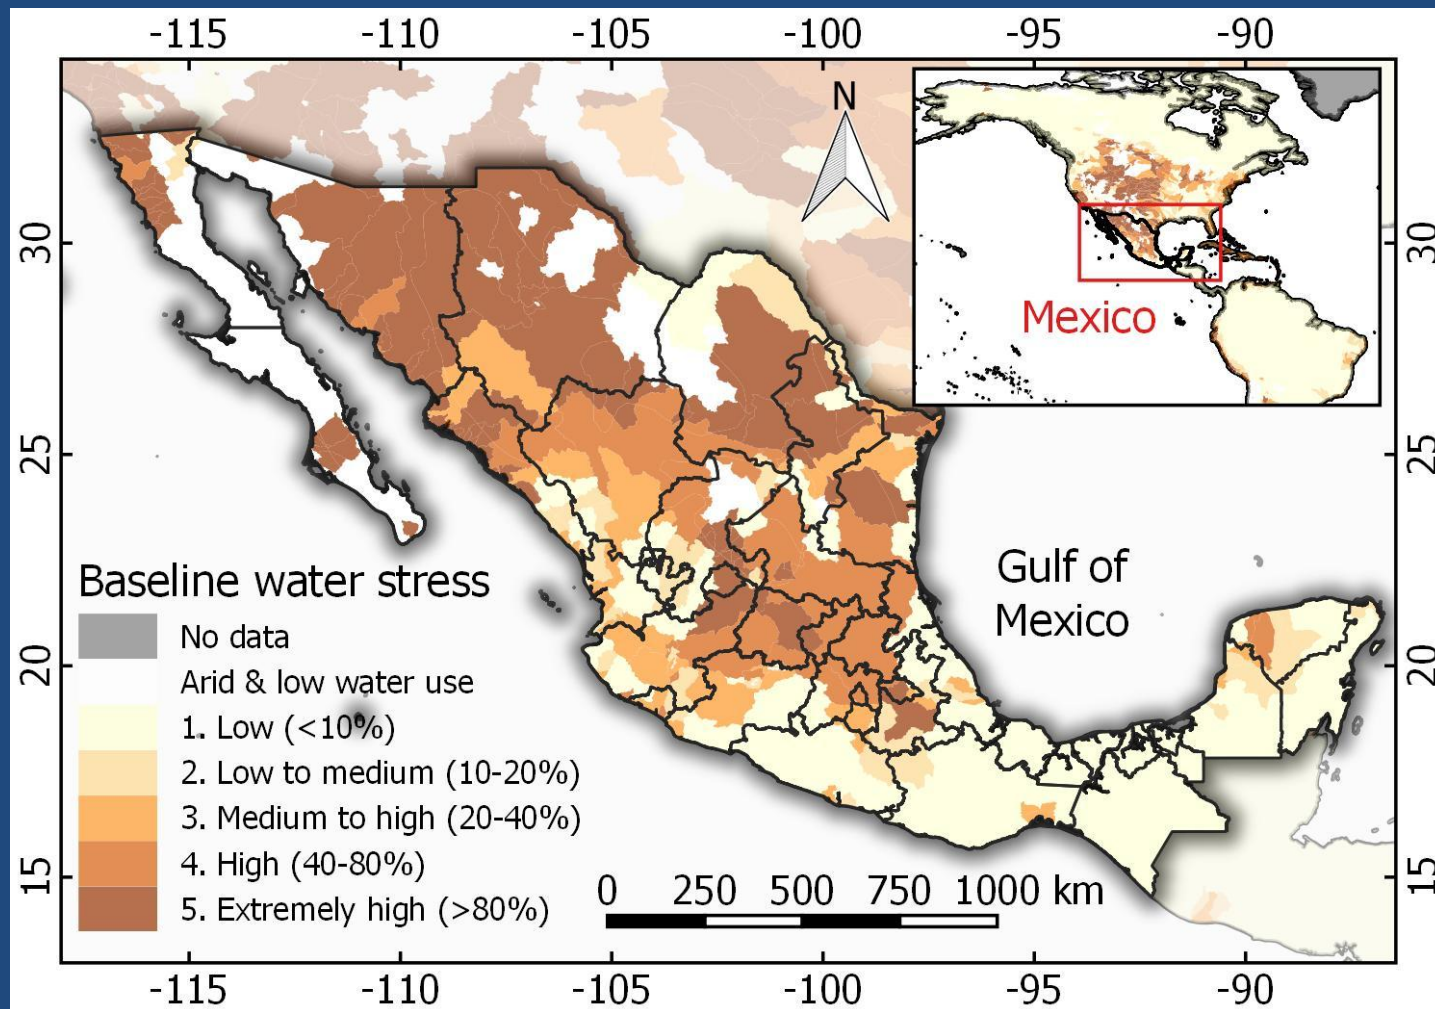 -115 -110 -105 -100 -95 -90
N
Mexico
30 30
25 25
20 20
15 15
Gulf of
Mexico
Baseline water stress
No data
Arid & low water use
1. Low (<10%)
2. Low to medium (10-20%)
3. Medium to high (20-40%)
4. High (40-80%)
5. Extremely high (>80%)
0 250 500 750 1000 km
-115 -110 -105 -100 -95 -90